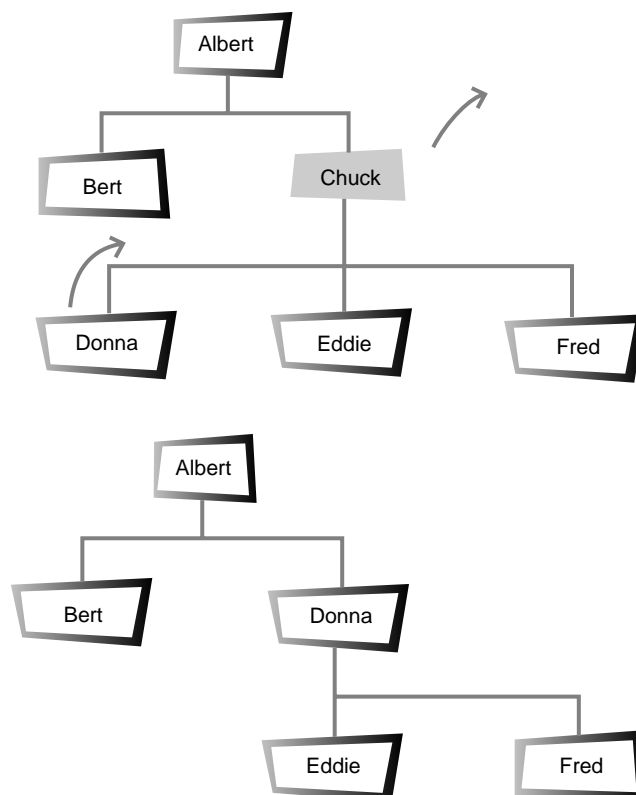 Albert
Bert
Chuck
Donna
Eddie
Fred
Albert
Bert
Donna
Eddie
Fred